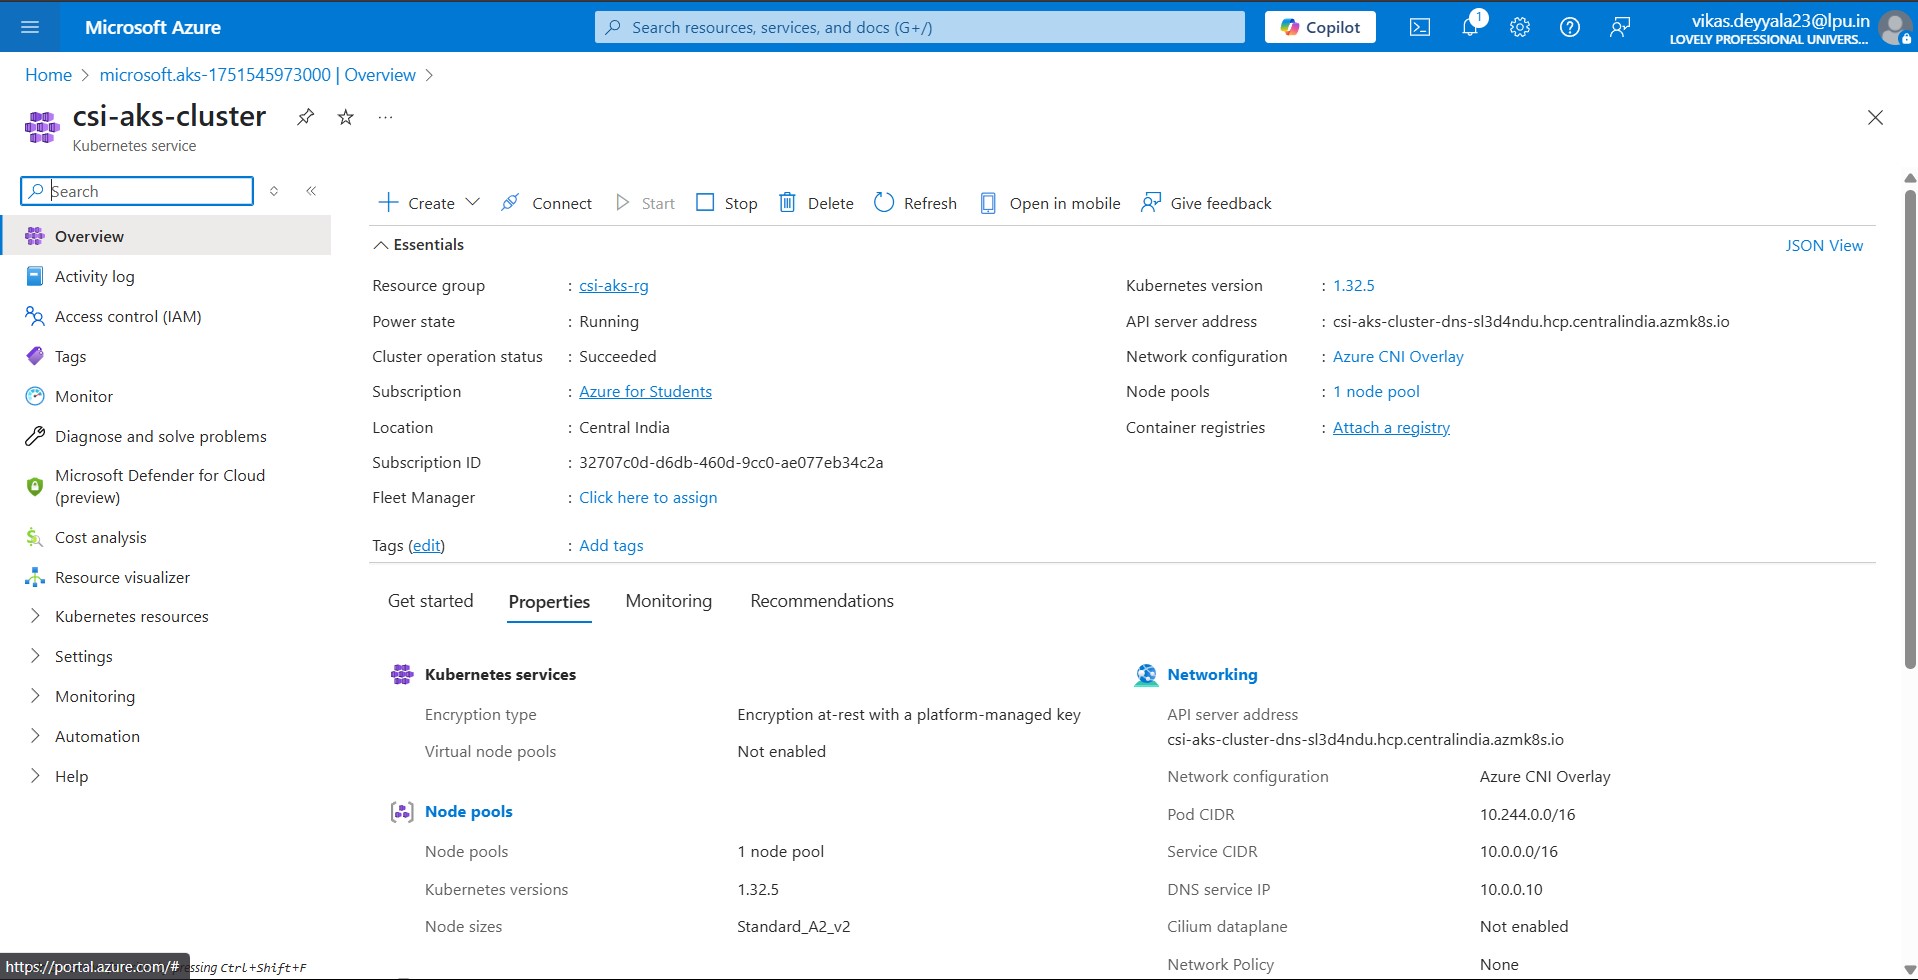 Microsoft Azure
Search resources, services, and docs (G+/)
Copilot
1
vikas.deyyala23@lpu.in
LOVELY PROFESSIONAL UNIVERS...
Home > microsoft.aks-1751545973000 | Overview >
csi-aks-cluster
...
Kubernetes service
Search
Overview
Activity log
Access control (IAM)
Tags
Monitor
Diagnose and solve problems
Microsoft Defender for Cloud
(preview)
Cost analysis
Resource visualizer
Kubernetes resources
Settings
Monitoring
Automation
Help
Create
Connect
Start
Stop
Delete
Refresh
Open in mobile
Give feedback
Essentials
JSON View
Resource group : csi-aks-rg
Power state : Running
Cluster operation status : Succeeded
Subscription : Azure for Students
Location : Central India
Subscription ID : 32707c0d-d6db-460d-9cc0-ae077eb34c2a
Fleet Manager : Click here to assign
Tags (edit) : Add tags
Kubernetes version : 1.32.5
API server address : csi-aks-cluster-dns-sl3d4ndu.hcp.centralindia.azmk8s.io
Network configuration : Azure CNI Overlay
Node pools : 1 node pool
Container registries : Attach a registry
Get started
Properties
Monitoring
Recommendations
Kubernetes services
Encryption type Encryption at-rest with a platform-managed key
Virtual node pools Not enabled
Node pools
Node pools 1 node pool
Kubernetes versions 1.32.5
Node sizes Standard_A2_v2
Networking
API server address
csi-aks-cluster-dns-sl3d4ndu.hcp.centralindia.azmk8s.io
Network configuration Azure CNI Overlay
Pod CIDR 10.244.0.0/16
Service CIDR 10.0.0.0/16
DNS service IP 10.0.0.10
Cilium dataplane Not enabled
Network Policy None
https://portal.azure.com/#
Ctrl+Shift+F